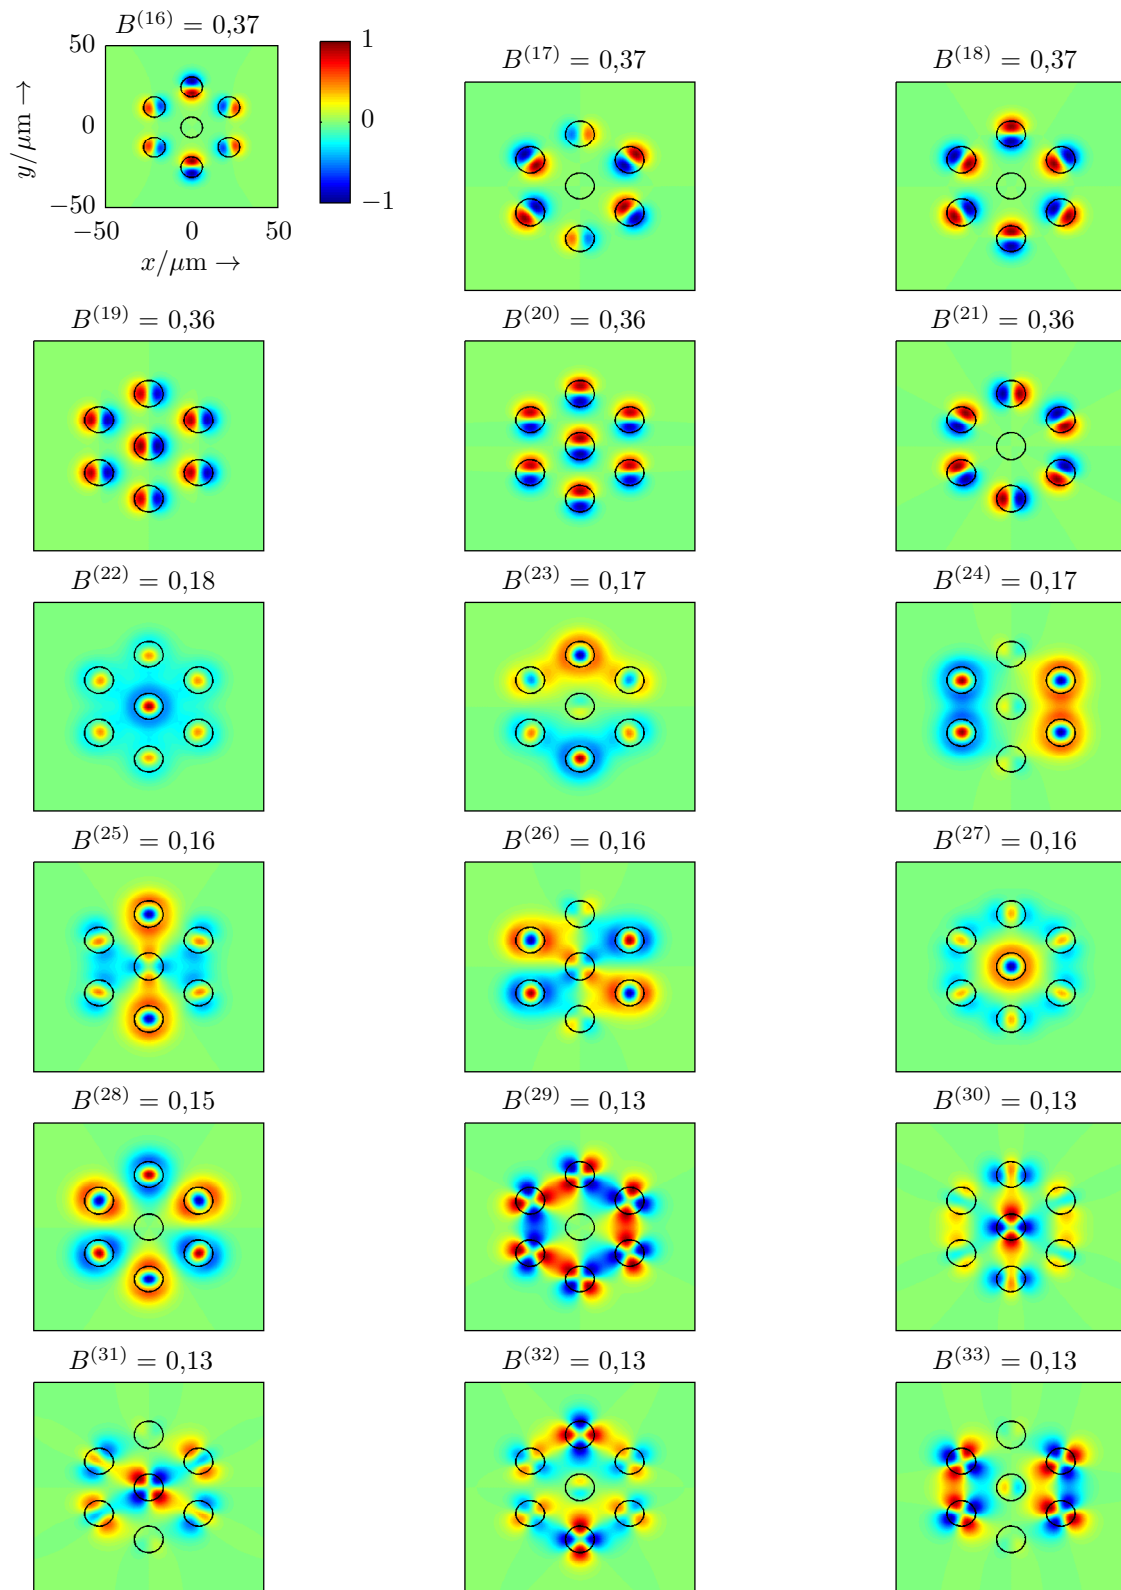 B^(16) = 0,37
50
0
−50
y/μm →
−50 0 50
x/μm →
1
0
−1
B^(17) = 0,37
B^(18) = 0,37
B^(19) = 0,36
B^(20) = 0,36
B^(21) = 0,36
B^(22) = 0,18
B^(23) = 0,17
B^(24) = 0,17
B^(25) = 0,16
B^(26) = 0,16
B^(27) = 0,16
B^(28) = 0,15
B^(29) = 0,13
B^(30) = 0,13
B^(31) = 0,13
B^(32) = 0,13
B^(33) = 0,13